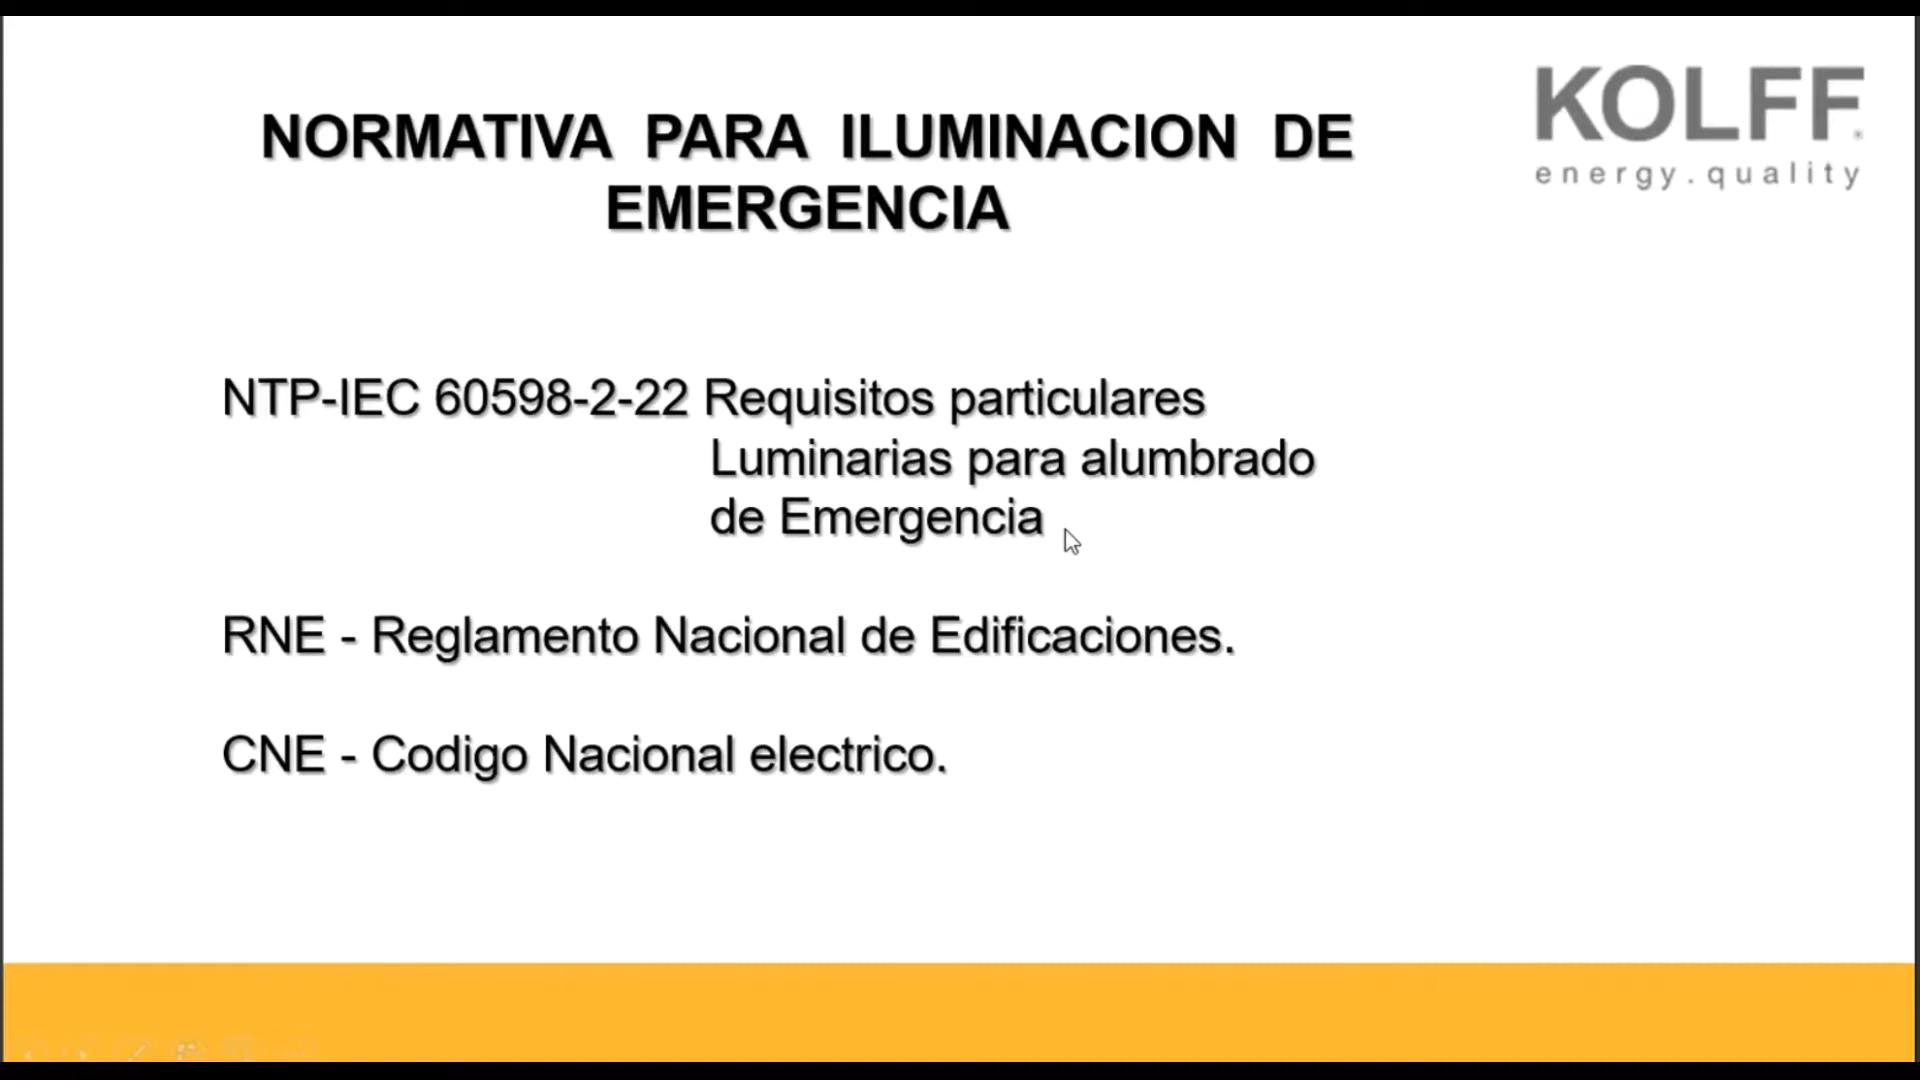 KOLFF
energy.quality
NORMATIVA PARA ILUMINACION DE
EMERGENCIA
NTP-IEC 60598-2-22 Requisitos particulares
Luminarias para alumbrado
de Emergencia
RNE - Reglamento Nacional de Edificaciones.
CNE - Codigo Nacional electrico.